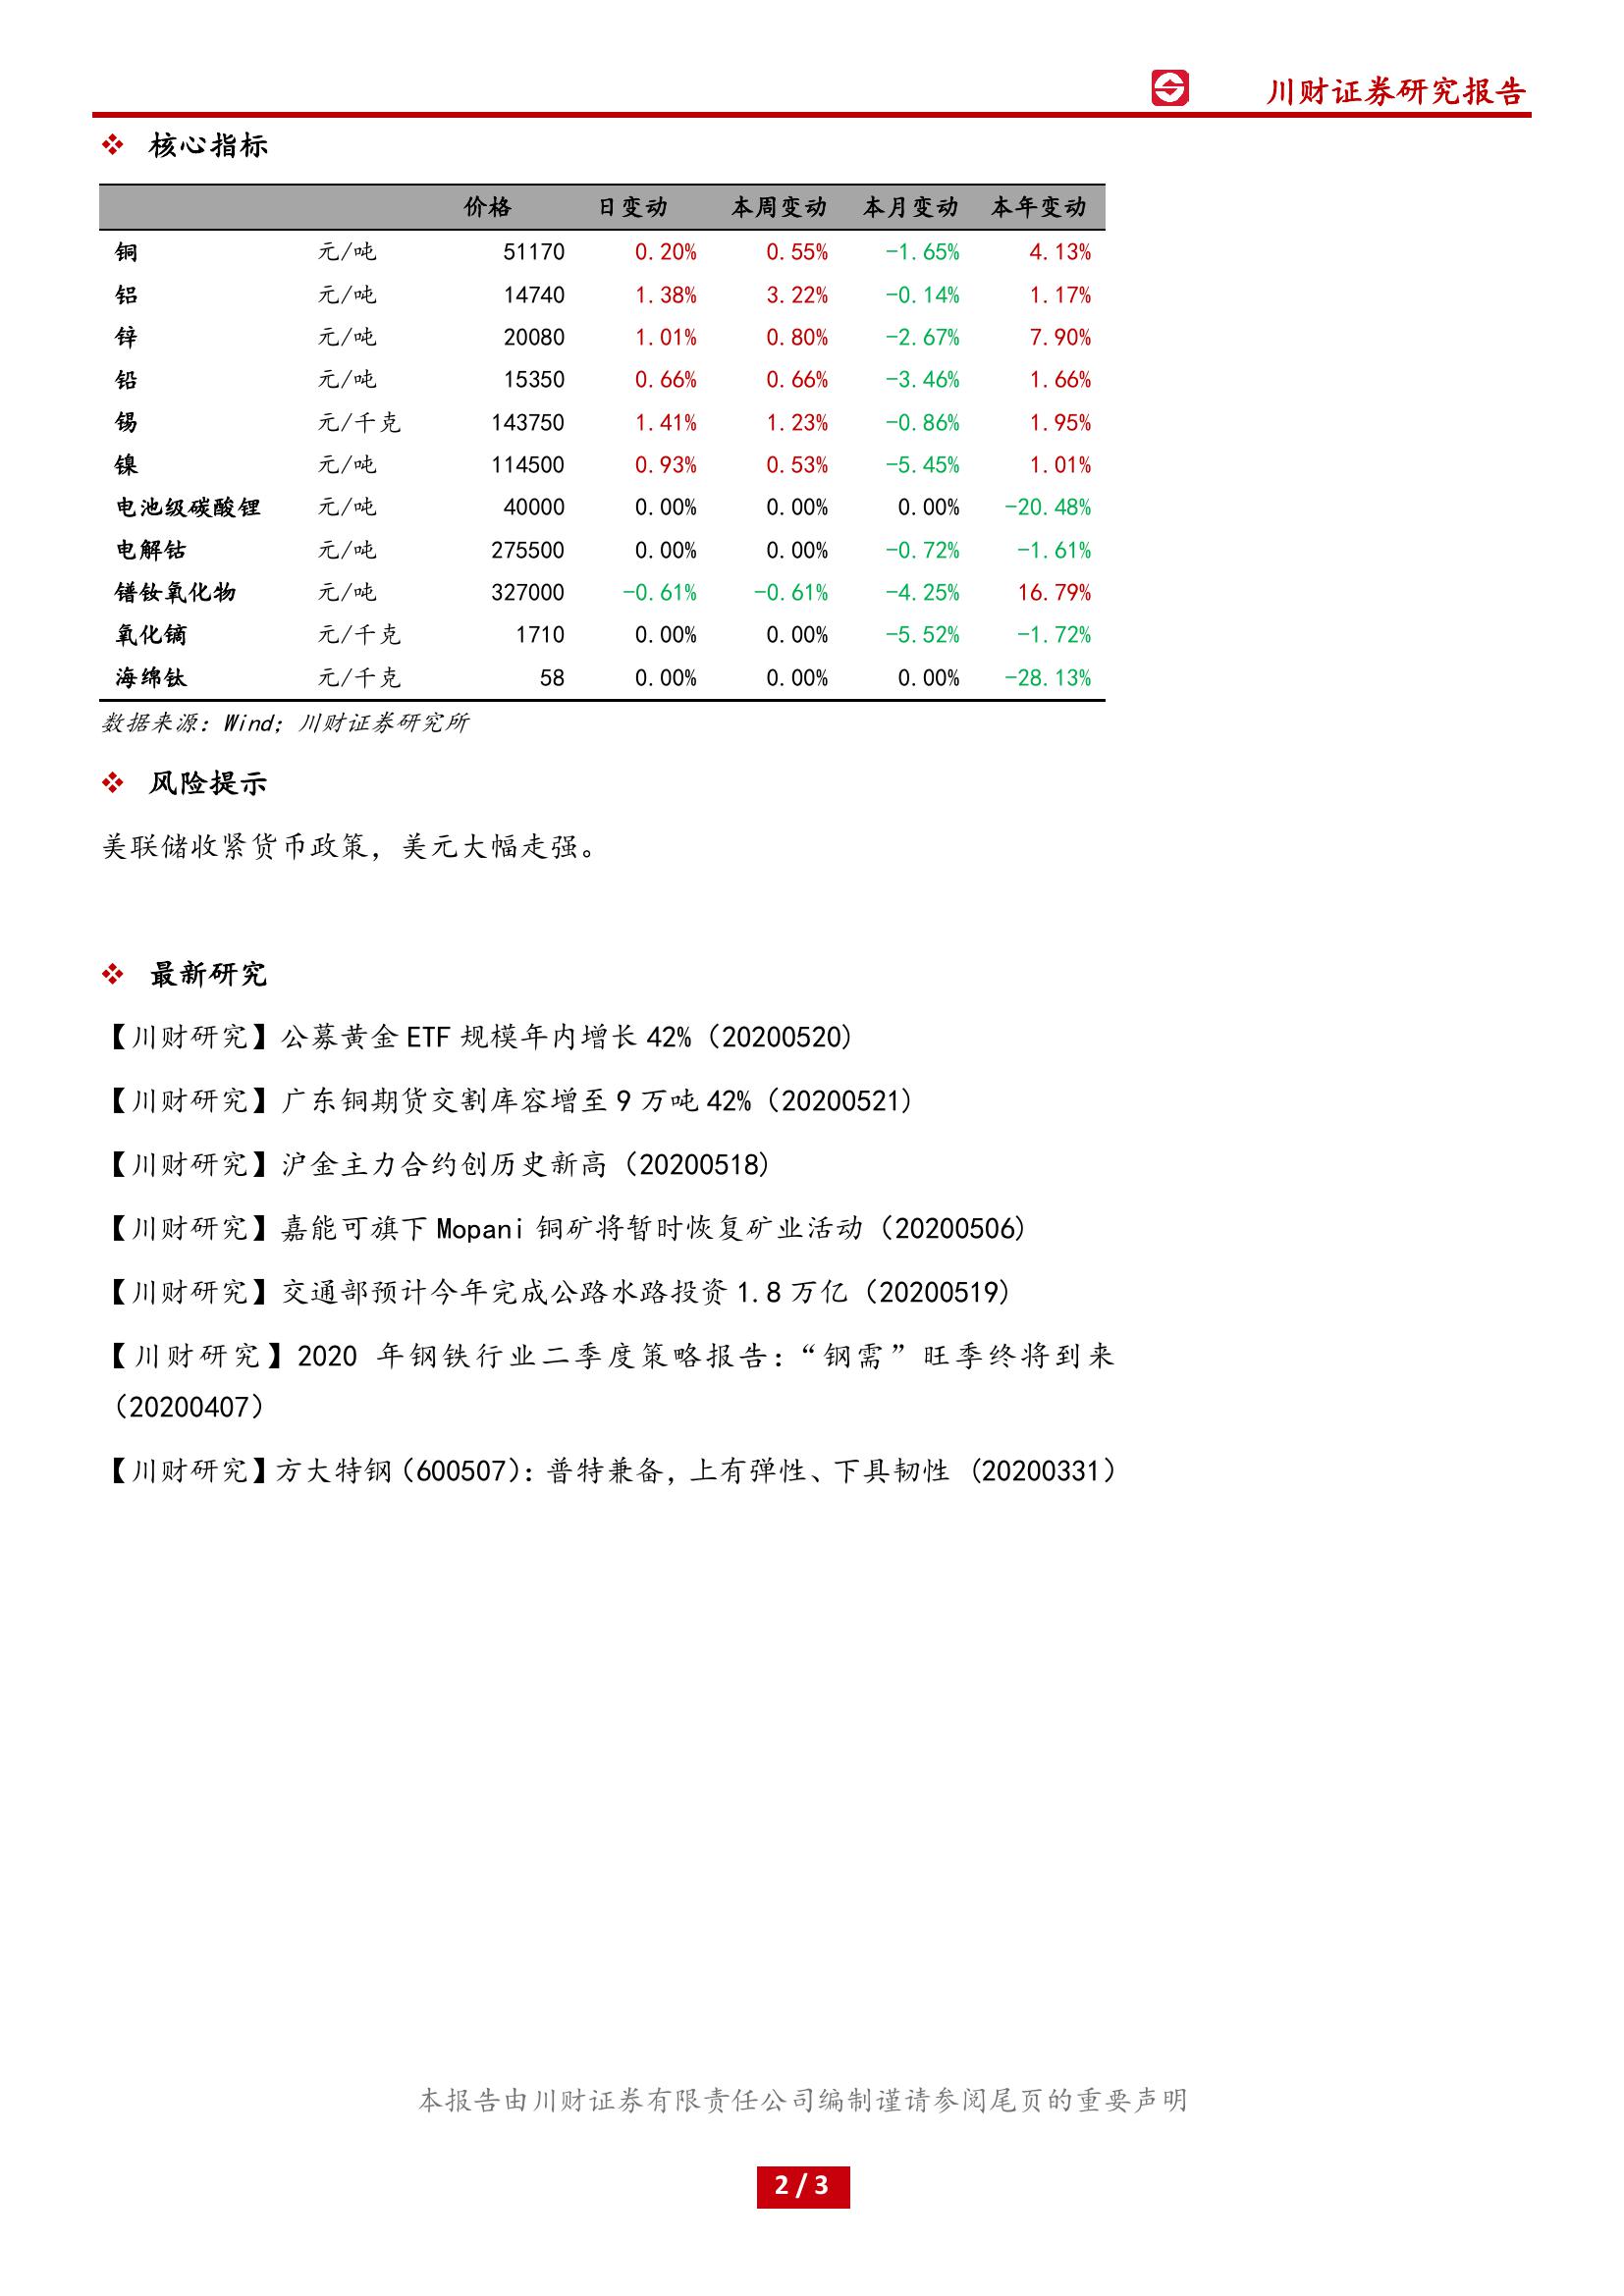 川财证券研究报告
核心指标
价格 日变动 本周变动 本月变动 本年变动
铜 元/吨 51170 0.20% 0.55% -1.65% 4.13%
铝 元/吨 14740 1.38% 3.22% -0.14% 1.17%
锌 元/吨 20080 1.01% 0.80% -2.67% 7.90%
铅 元/吨 15350 0.66% 0.66% -3.46% 1.66%
锡 元/千克 143750 1.41% 1.23% -0.86% 1.95%
镍 元/吨 114500 0.93% 0.53% -5.45% 1.01%
电池级碳酸锂 元/吨 40000 0.00% 0.00% 0.00% -20.48%
电解钴 元/吨 275500 0.00% 0.00% -0.72% -1.61%
镨钕氧化物 元/吨 327000 -0.61% -0.61% -4.25% 16.79%
氧化镝 元/千克 1710 0.00% 0.00% -5.52% -1.72%
海绵钛 元/千克 58 0.00% 0.00% 0.00% -28.13%
数据来源：Wind；川财证券研究所
风险提示
美联储收紧货币政策，美元大幅走强。
最新研究
【川财研究】公募黄金 ETF 规模年内增长 42%（20200520）
【川财研究】广东铜期货交割库容增至 9 万吨 42%（20200521）
【川财研究】沪金主力合约创历史新高（20200518）
【川财研究】嘉能可旗下 Mopani 铜矿将暂时恢复矿业活动（20200506）
【川财研究】交通部预计今年完成公路水路投资 1.8 万亿（20200519）
【川财研究】2020 年钢铁行业二季度策略报告：“钢需”旺季终将到来
（20200407）
【川财研究】方大特钢（600507）：普特兼备，上有弹性、下具韧性 (20200331）
本报告由川财证券有限责任公司编制谨请参阅尾页的重要声明
2 / 3